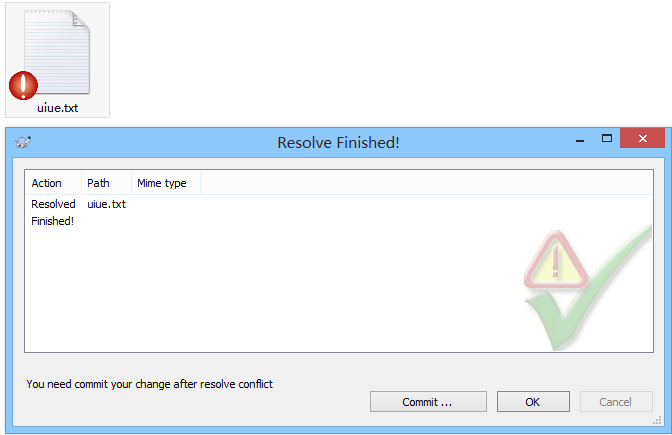 uiue.txt
Resolve Finished!
Action Path Mime type
Resolved uiue.txt
Finished!
You need commit your change after resolve conflict
Commit ... OK Cancel